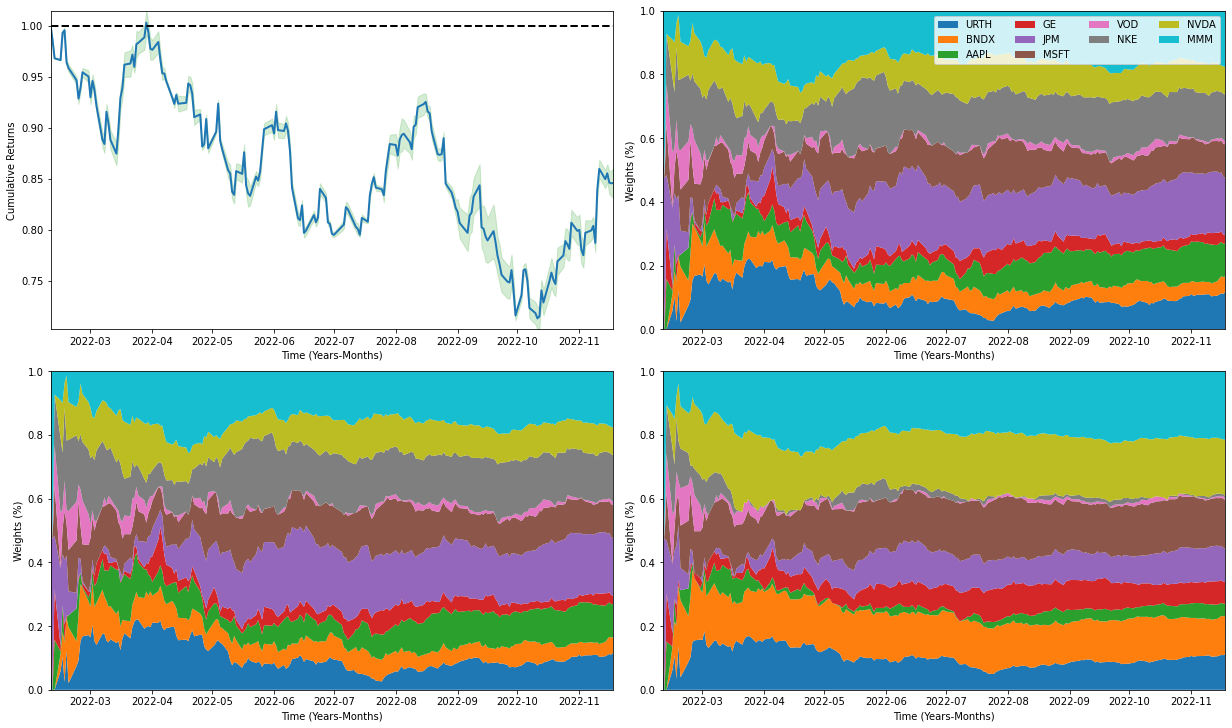 1.00
0.95
0.90
0.85
0.80
0.75
Cumulative Returns
2022-03 2022-04 2022-05 2022-06 2022-07 2022-08 2022-09 2022-10 2022-11
Time (Years-Months)
1.0
0.8
0.6
0.4
0.2
0.0
Weights (%)
URTH GE VOD NVDA
BNDX JPM NKE MMM
AAPL MSFT
2022-03 2022-04 2022-05 2022-06 2022-07 2022-08 2022-09 2022-10 2022-11
Time (Years-Months)
1.0
0.8
0.6
0.4
0.2
0.0
Weights (%)
2022-03 2022-04 2022-05 2022-06 2022-07 2022-08 2022-09 2022-10 2022-11
Time (Years-Months)
1.0
0.8
0.6
0.4
0.2
0.0
Weights (%)
2022-03 2022-04 2022-05 2022-06 2022-07 2022-08 2022-09 2022-10 2022-11
Time (Years-Months)